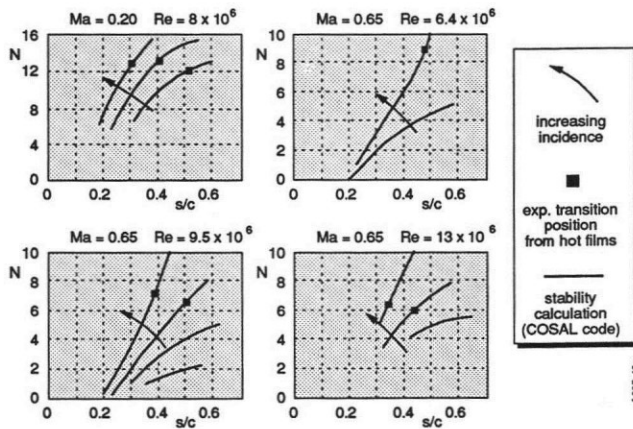 Ma = 0.20 Re = 8 x 10 6
N
16
12
8
4
0
0 0.2 0.4 0.6
s/c
Ma = 0.65 Re = 6.4 x 10 6
N
10
8
6
4
2
0
0 0.2 0.4 0.6
s/c
Ma = 0.65 Re = 9.5 x 10 6
N
10
8
6
4
2
0
0 0.2 0.4 0.6
s/c
Ma = 0.65 Re = 13 x 10 6
N
10
8
6
4
2
0
0 0.2 0.4 0.6
s/c
increasing
incidence
exp. transition
position
from hot films
stability
calculation
(COSAL code)